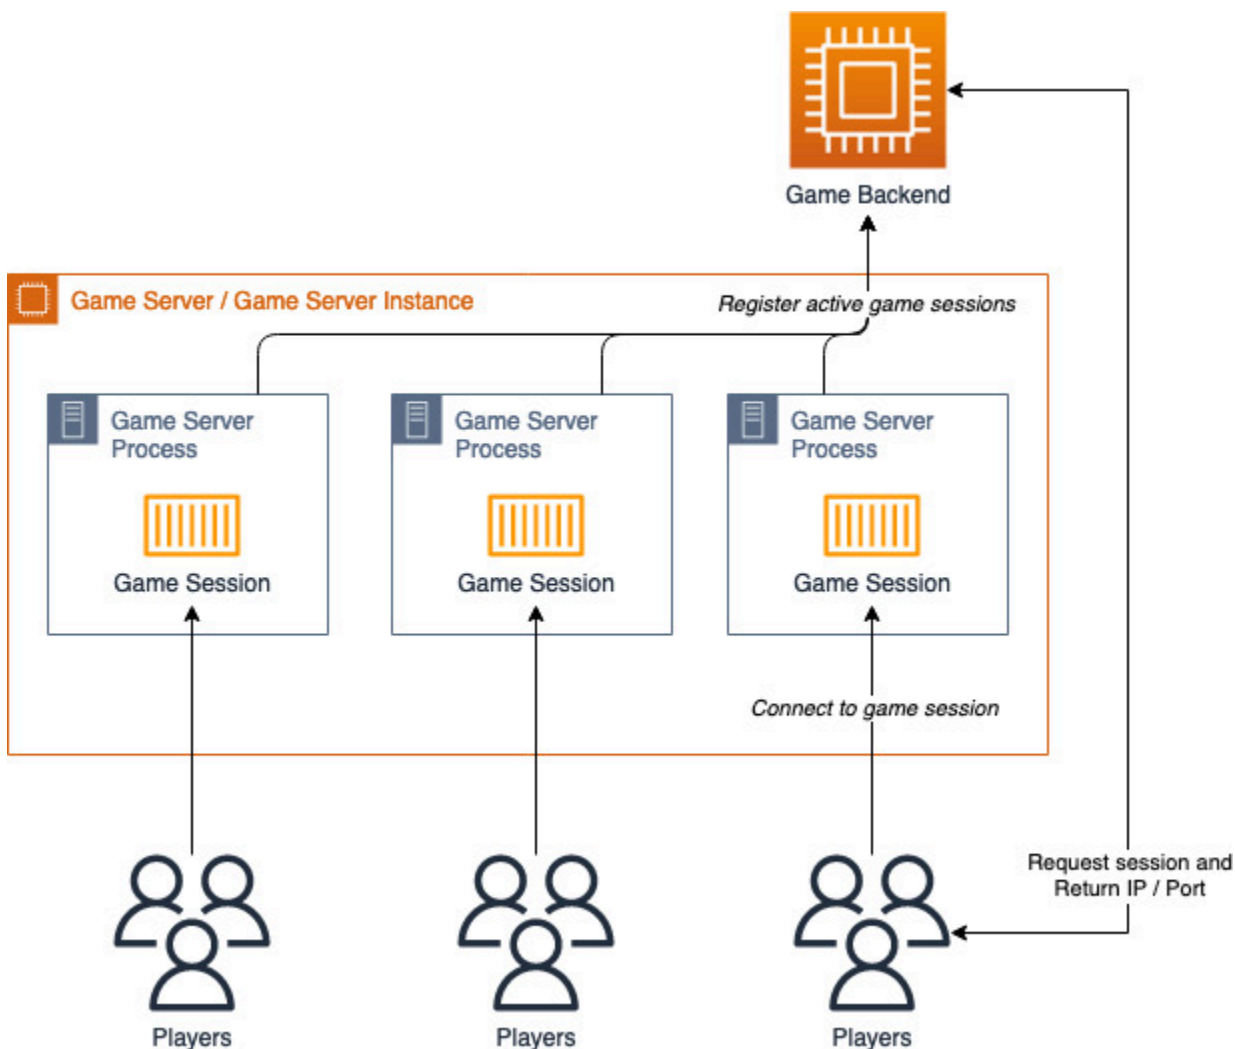 Game Backend
Game Server / Game Server Instance
Register active game sessions
Game Server
Process
Game Session
Game Server
Process
Game Session
Game Server
Process
Game Session
Connect to game session
Request session and
Return IP / Port
Players
Players
Players